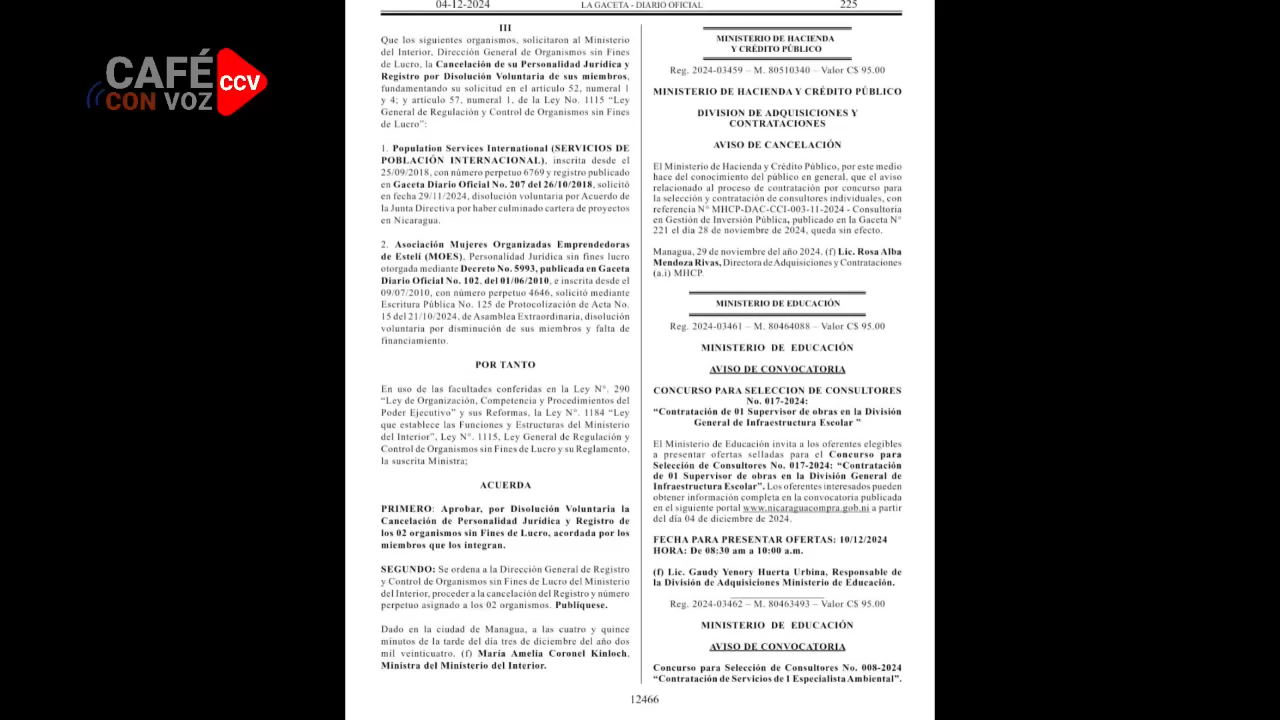 CAFÉ
CON VOZ
CCV
04-12-2024 LA GACETA - DIARIO OFICIAL 225
III
Que los siguientes organismos, solicitaron al Ministerio
del Interior, Dirección General de Organismos sin Fines
de Lucro, la Cancelación de su Personalidad Jurídica y
Registro por Disolución Voluntaria de sus miembros,
fundamentando su solicitud en el artículo 52, numeral 1
y 4; y artículo 57, numeral 1, de la Ley No. 1115 “Ley
General de Regulación y Control de Organismos sin Fines
de Lucro”:
1. Population Services International (SERVICIOS DE
POBLACIÓN INTERNACIONAL), inscrita desde el
25/09/2018, con número perpetuo 6769 y registro publicado
en Gaceta Diario Oficial No. 207 del 26/10/2018, solicitó
en fecha 29/11/2024, disolución voluntaria por Acuerdo de
la Junta Directiva por haber culminado cartera de proyectos
en Nicaragua.
2. Asociación Mujeres Organizadas Emprendedoras
de Estelí (MOES), Personalidad Jurídica sin fines lucro
otorgada mediante Decreto No. 5993, publicada en Gaceta
Diario Oficial No. 102, del 01/06/2010, e inscrita desde el
09/07/2010, con número perpetuo 4646, solicitó mediante
Escritura Pública No. 125 de Protocolización de Acta No.
15 del 21/10/2024, de Asamblea Extraordinaria, disolución
voluntaria por disminución de sus miembros y falta de
financiamiento.
POR TANTO
En uso de las facultades conferidas en la Ley N°. 290
“Ley de Organización, Competencia y Procedimientos del
Poder Ejecutivo” y sus Reformas, la Ley N°. 1184 “Ley
que establece las Funciones y Estructuras del Ministerio
del Interior”, Ley N°. 1115, Ley General de Regulación y
Control de Organismos sin Fines de Lucro y su Reglamento,
la suscrita Ministra;
ACUERDA
PRIMERO: Aprobar, por Disolución Voluntaria la
Cancelación de Personalidad Jurídica y Registro de
los 02 organismos sin Fines de Lucro, acordada por los
miembros que los integran.
SEGUNDO: Se ordena a la Dirección General de Registro
y Control de Organismos sin Fines de Lucro del Ministerio
del Interior, proceder a la cancelación del Registro y número
perpetuo asignado a los 02 organismos. Publíquese.
Dado en la ciudad de Managua, a las cuatro y quince
minutos de la tarde del día tres de diciembre del año dos
mil veinticuatro. (f) María Amelia Coronel Kinloch,
Ministra del Ministerio del Interior.
MINISTERIO DE HACIENDA
Y CRÉDITO PÚBLICO
Reg. 2024-03459 – M. 80510340 – Valor C$ 95.00
MINISTERIO DE HACIENDA Y CRÉDITO PÚBLICO
DIVISION DE ADQUISICIONES Y
CONTRATACIONES
AVISO DE CANCELACIÓN
El Ministerio de Hacienda y Crédito Público, por este medio
hace del conocimiento del público en general, que el aviso
relacionado al proceso de contratación por concurso para
la selección y contratación de consultores individuales, con
referencia N° MHCP-DAC-CCI-003-11-2024 - Consultoria
en Gestión de Inversión Pública, publicado en la Gaceta N°
221 el día 28 de noviembre de 2024, queda sin efecto.
Managua, 29 de noviembre del año 2024. (f) Lic. Rosa Alba
Mendoza Rivas, Directora de Adquisiciones y Contrataciones
(a.i) MHCP.
MINISTERIO DE EDUCACIÓN
Reg. 2024-03461 – M. 80464088 – Valor C$ 95.00
MINISTERIO DE EDUCACIÓN
AVISO DE CONVOCATORIA
CONCURSO PARA SELECCION DE CONSULTORES
No. 017-2024:
“Contratación de 01 Supervisor de obras en la División
General de Infraestructura Escolar ”
El Ministerio de Educación invita a los oferentes elegibles
a presentar ofertas selladas para el Concurso para
Selección de Consultores No. 017-2024: “Contratación
de 01 Supervisor de obras en la División General de
Infraestructura Escolar”. Los oferentes interesados pueden
obtener información completa en la convocatoria publicada
en el siguiente portal www.nicaraguacompra.gob.ni a partir
del día 04 de diciembre de 2024.
FECHA PARA PRESENTAR OFERTAS: 10/12/2024
HORA: De 08:30 am a 10:00 a.m.
(f) Lic. Gaudy Yenory Huerta Urbina, Responsable de
la División de Adquisiciones Ministerio de Educación.
Reg. 2024-03462 – M. 80463493 – Valor C$ 95.00
MINISTERIO DE EDUCACIÓN
AVISO DE CONVOCATORIA
Concurso para Selección de Consultores No. 008-2024
“Contratación de Servicios de 1 Especialista Ambiental”.
12466